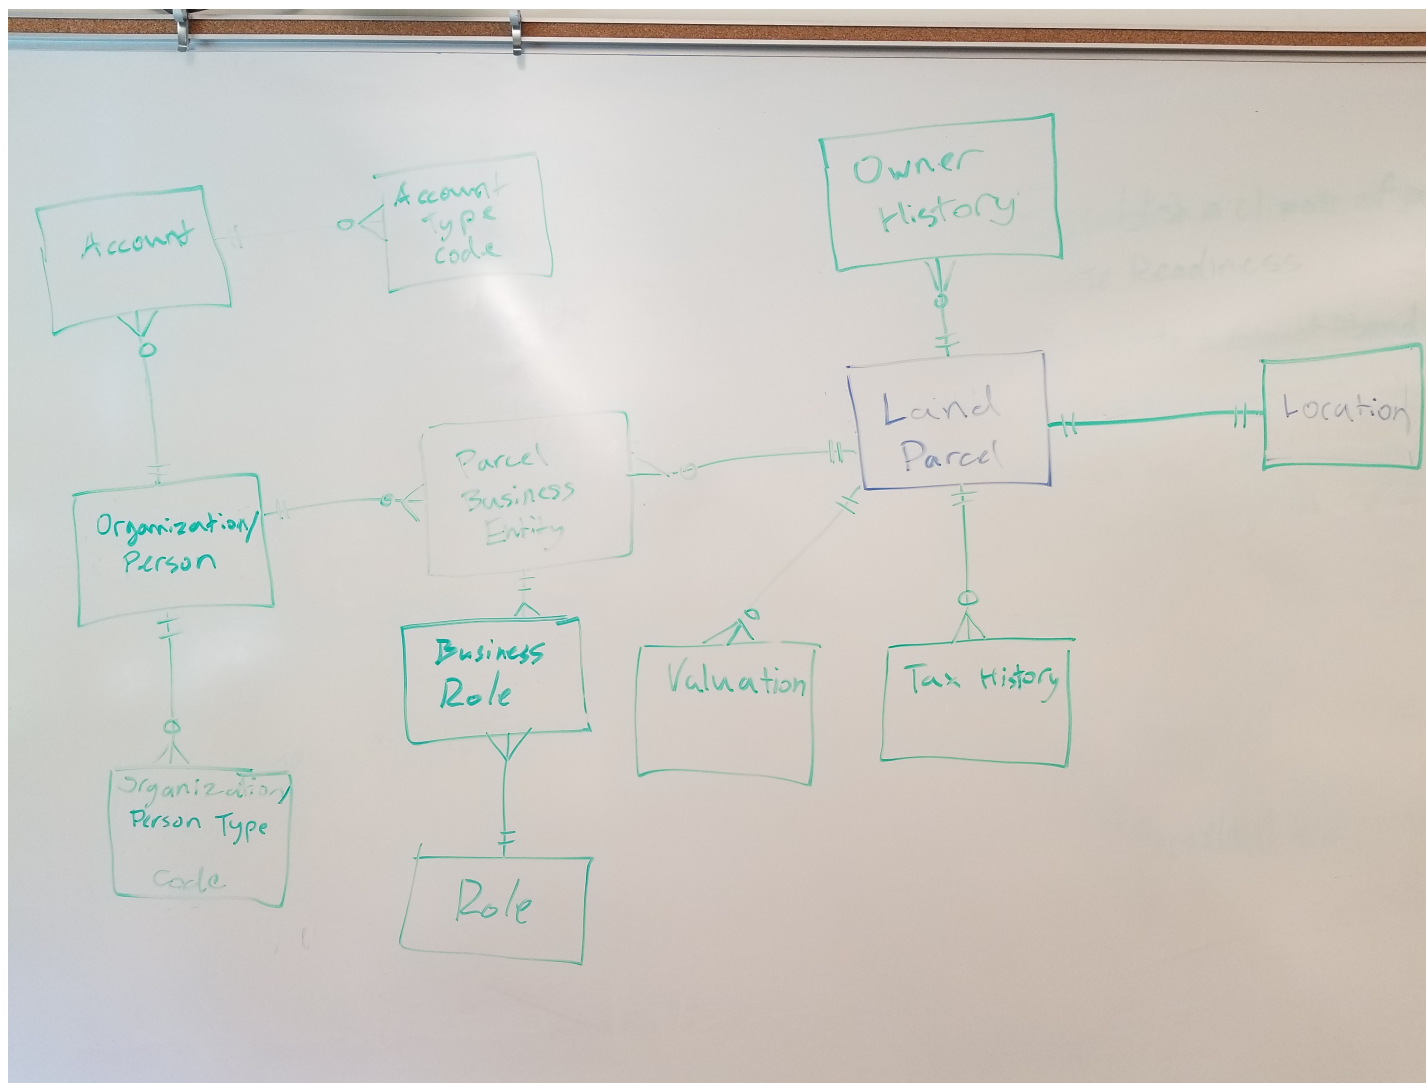 Account
Account
Type
Code
Owner
History
Land
Parcel
Location
Organization/
Person
Parcel
Business
Entity
Business
Role
Valuation
Tax History
Organization/
Person Type
Code
Role
Readiness